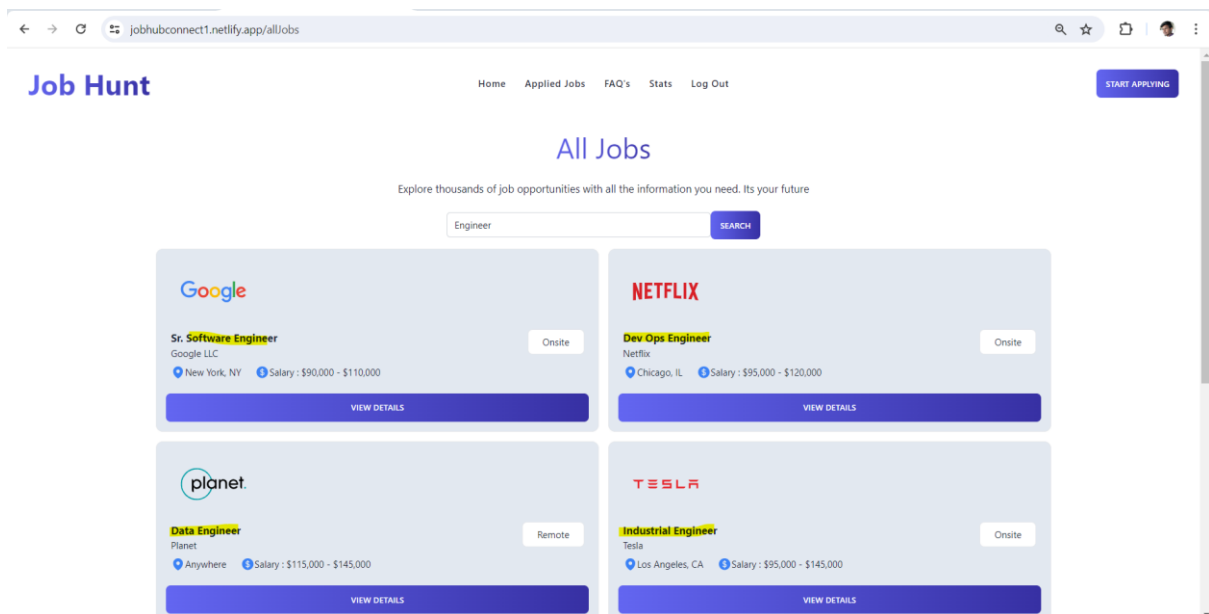 jobhubconnect1.netlify.app/allJobs
Job Hunt
Home Applied Jobs FAQ's Stats Log Out
START APPLYING
All Jobs
Explore thousands of job opportunities with all the information you need. Its your future
Engineer SEARCH
Google
Sr. Software Engineer
Google LLC
Onsite
New York, NY Salary : $90,000 - $110,000
VIEW DETAILS
NETFLIX
Dev Ops Engineer
Netflix
Onsite
Chicago, IL Salary : $95,000 - $120,000
VIEW DETAILS
planet.
Data Engineer
Planet
Remote
Anywhere Salary : $115,000 - $145,000
VIEW DETAILS
TESLA
Industrial Engineer
Tesla
Onsite
Los Angeles, CA Salary : $95,000 - $145,000
VIEW DETAILS